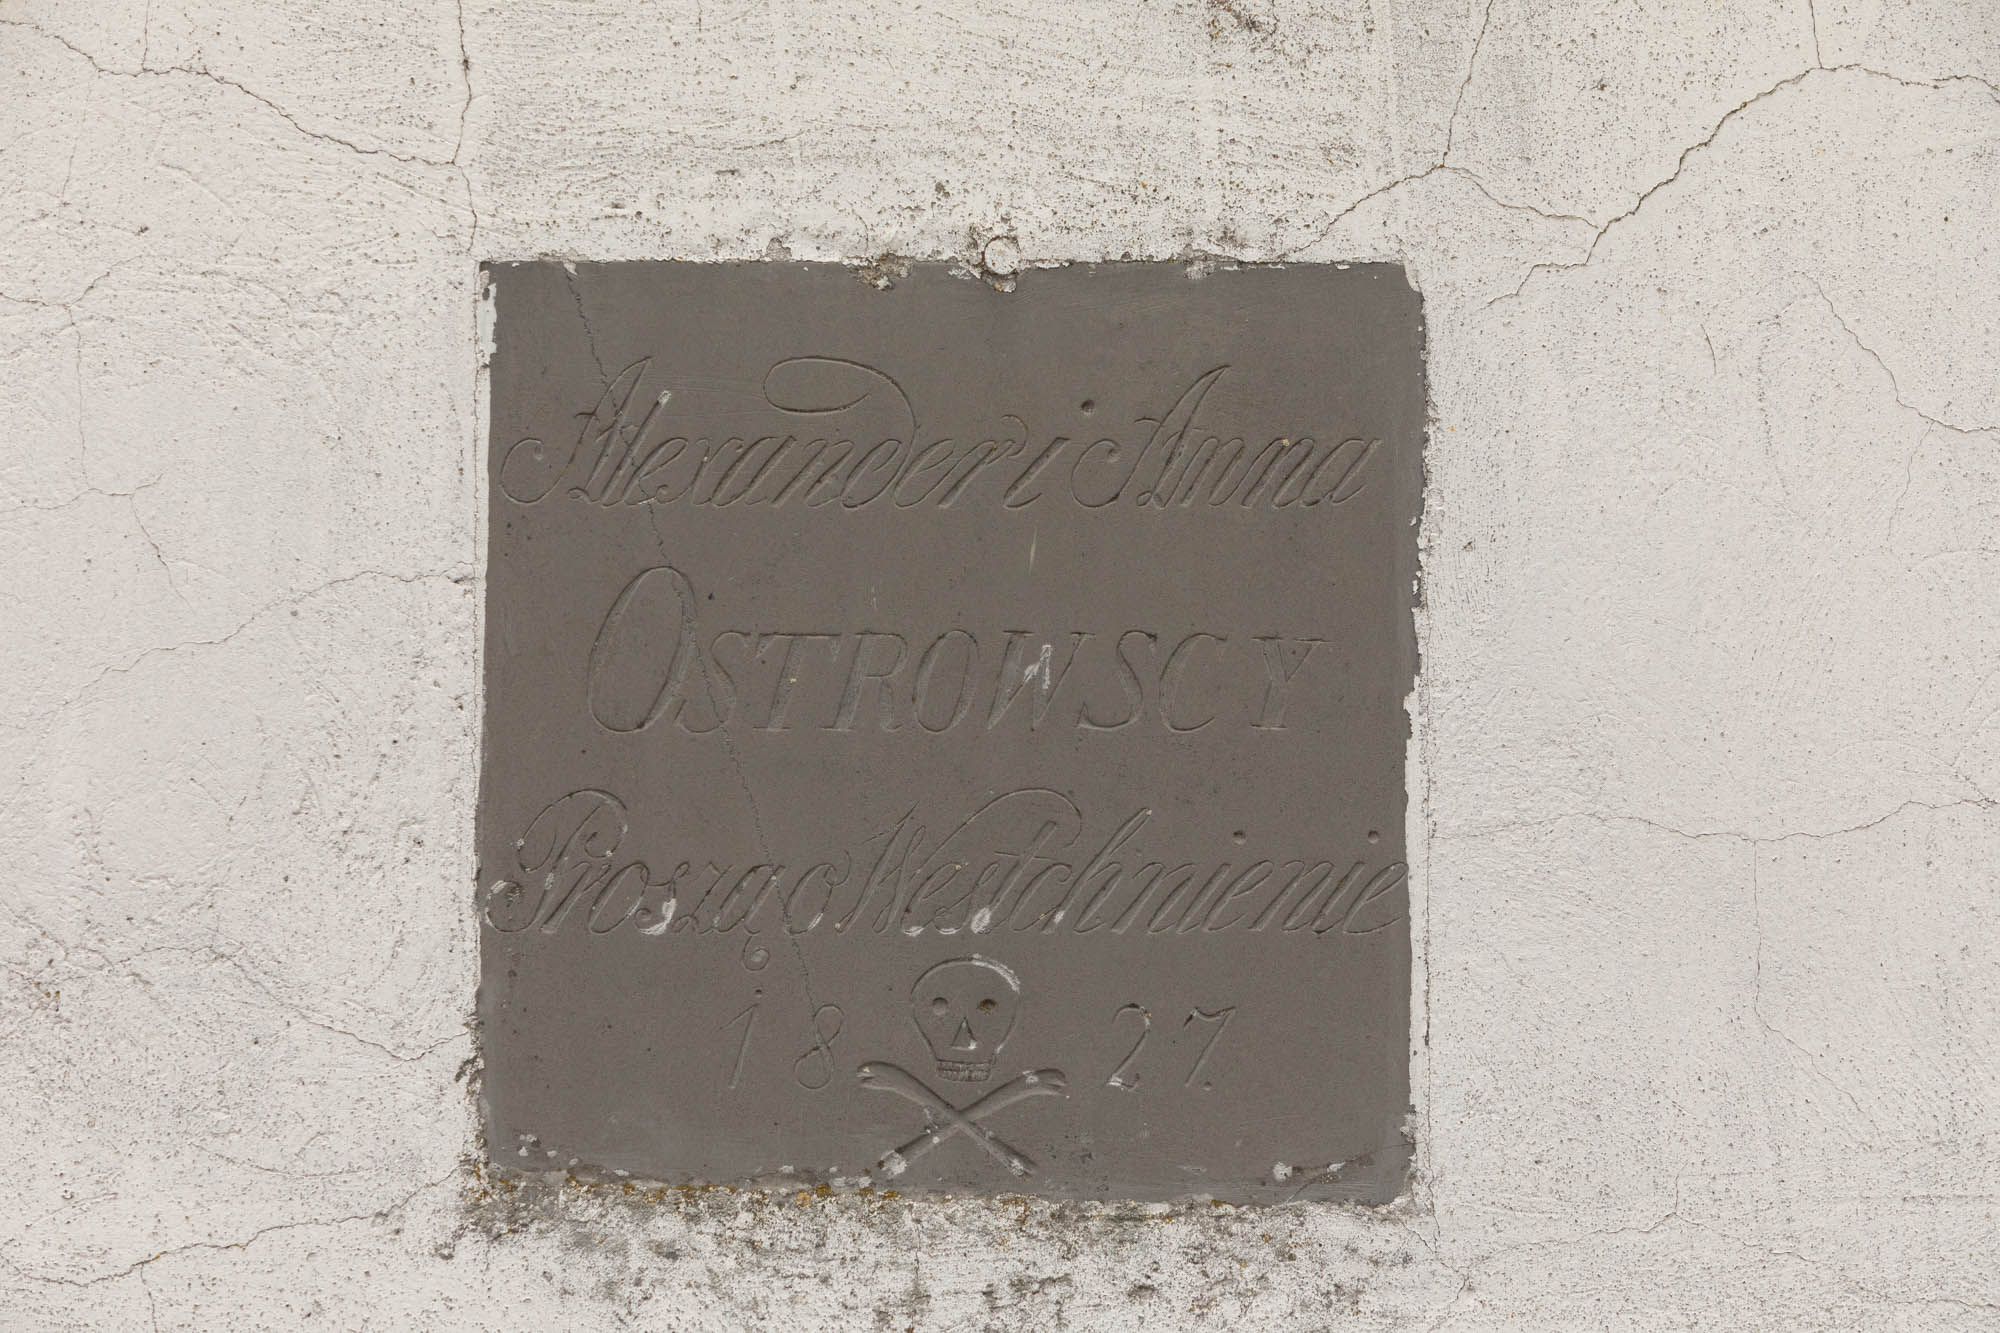 Alexander i Anna
OSTROWSCY
Proszą o Westchnienie
1827.